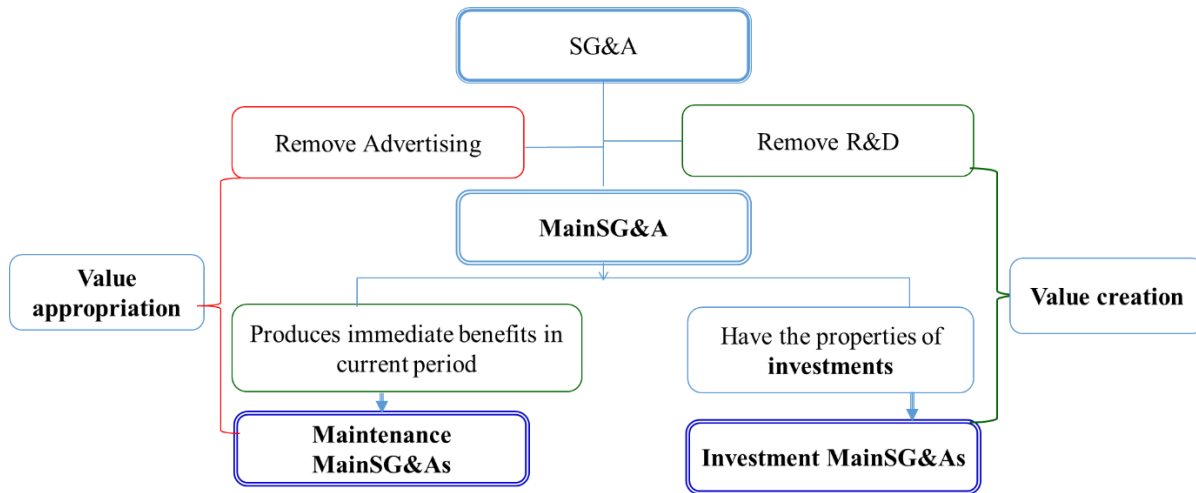 SG&A
Remove Advertising
Remove R&D
MainSG&A
Value
appropriation
Value creation
Produces immediate benefits in
current period
Have the properties of
investments
Maintenance
MainSG&As
Investment MainSG&As